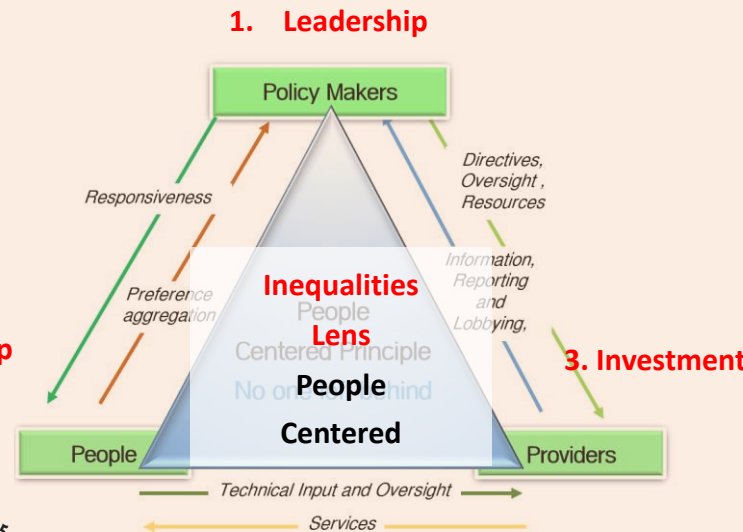 1. Leadership
Policy Makers
Responsiveness
Directives,
Oversight ,
Resources
Preference
aggregation
Information,
Reporting
and
Lobbying,
Inequalities
People
Lens
Centered Principle
People
No one behind
Centered
p
3. Investment
People
Providers
Technical Input and Oversight
Services